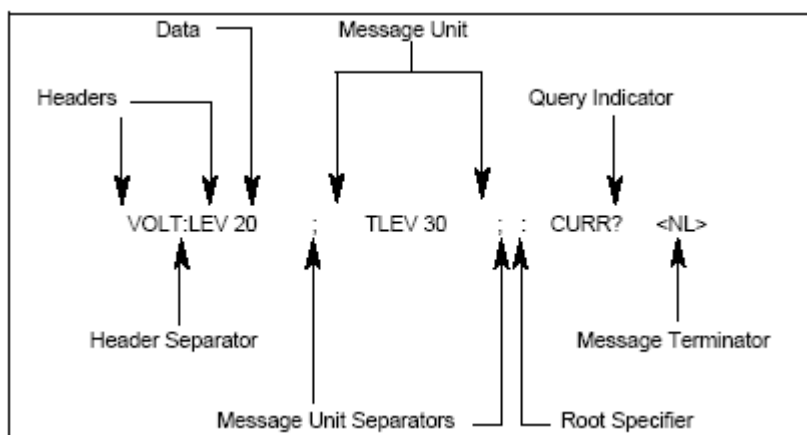 Data Message Unit
Headers Query Indicator
VOLT:LEV 20 ; TLEV 30 ; : CURR? <NL>
Header Separator Message Terminator
Message Unit Separators Root Specifier